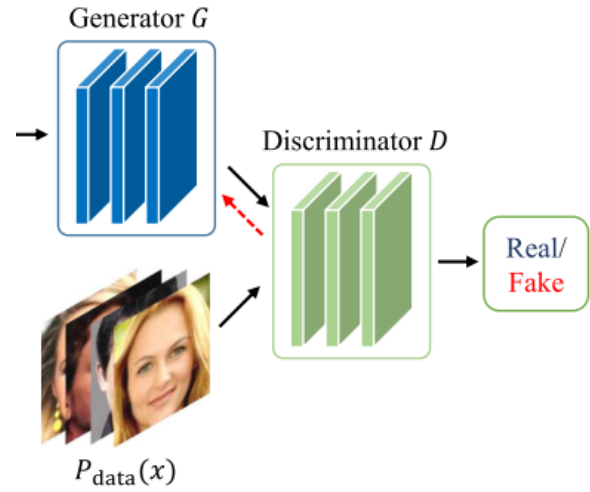 Generator G
Discriminator D
Real/
Fake
P_data(x)